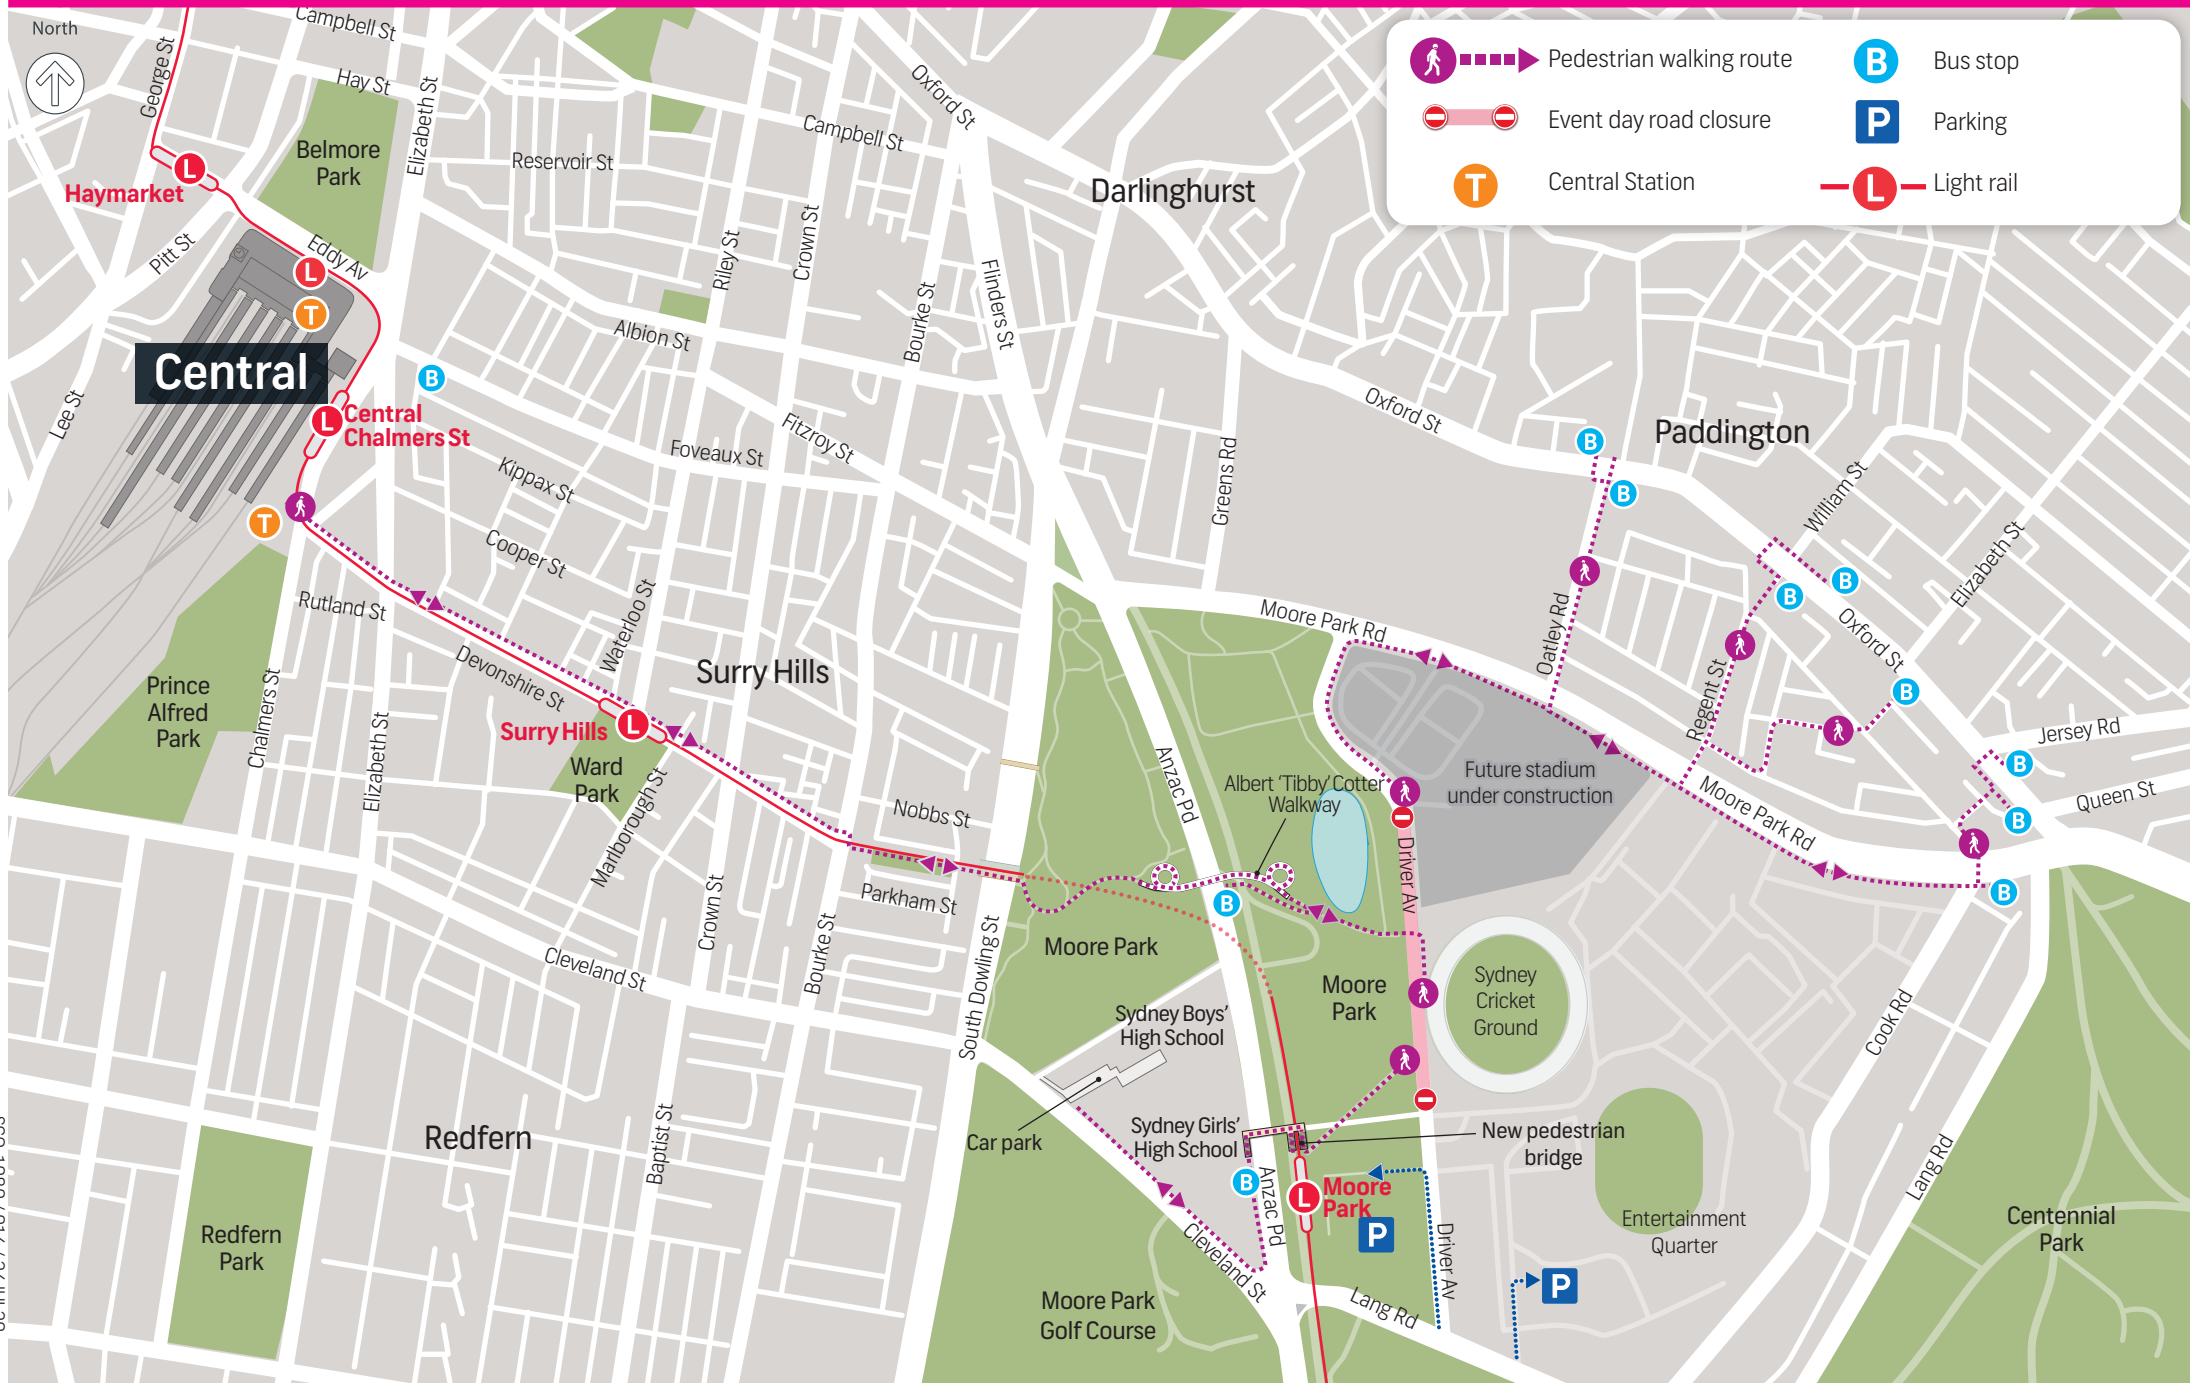 North
Pedestrian walking route
Bus stop
Event day road closure
P
Parking
T
Central Station
L
Light rail
B
Campbell St
George St
Hay St
Elizabeth St
Oxford St
Campbell St
Belmore
Park
Reservoir St
Darlinghurst
L
Haymarket
Pitt St
Eddy Av
L
T
Riley St
Crown St
Bourke St
Flinders St
Albion St
Central
B
Lee St
L
Central
Chalmers St
Fitzroy St
Foveaux St
Kippax St
Greens Rd
Oxford St
Paddington
B
B
William St
T
Cooper St
Elizabeth St
Rutland St
Waterloo St
Moore Park Rd
Oatley Rd
B
B
Oxford St
Devonshire St
Surry Hills
Regent St
B
Prince
Alfred
Park
Chalmers St
Elizabeth St
Surry Hills
L
Ward
Park
Marlborough St
Anzac Pd
Albert ‘Tibby’ Cotter
Walkway
Future stadium
under construction
Moore Park Rd
Jersey Rd
B
Queen St
B
Nobbs St
Driver Av
Parkham St
B
B
Crown St
Bourke St
South Dowling St
Moore Park
Moore
Park
Sydney
Cricket
Ground
Cleveland St
Sydney Boys’
High School
Cook Rd
Redfern
Baptist St
Car park
Sydney Girls’
High School
New pedestrian
bridge
B
Anzac Pd
L
Moore
Park
P
Driver Av
Lang Rd
Redfern
Park
Cleveland St
Entertainment
Quarter
Centennial
Park
P
Moore Park
Golf Course
Lang Rd